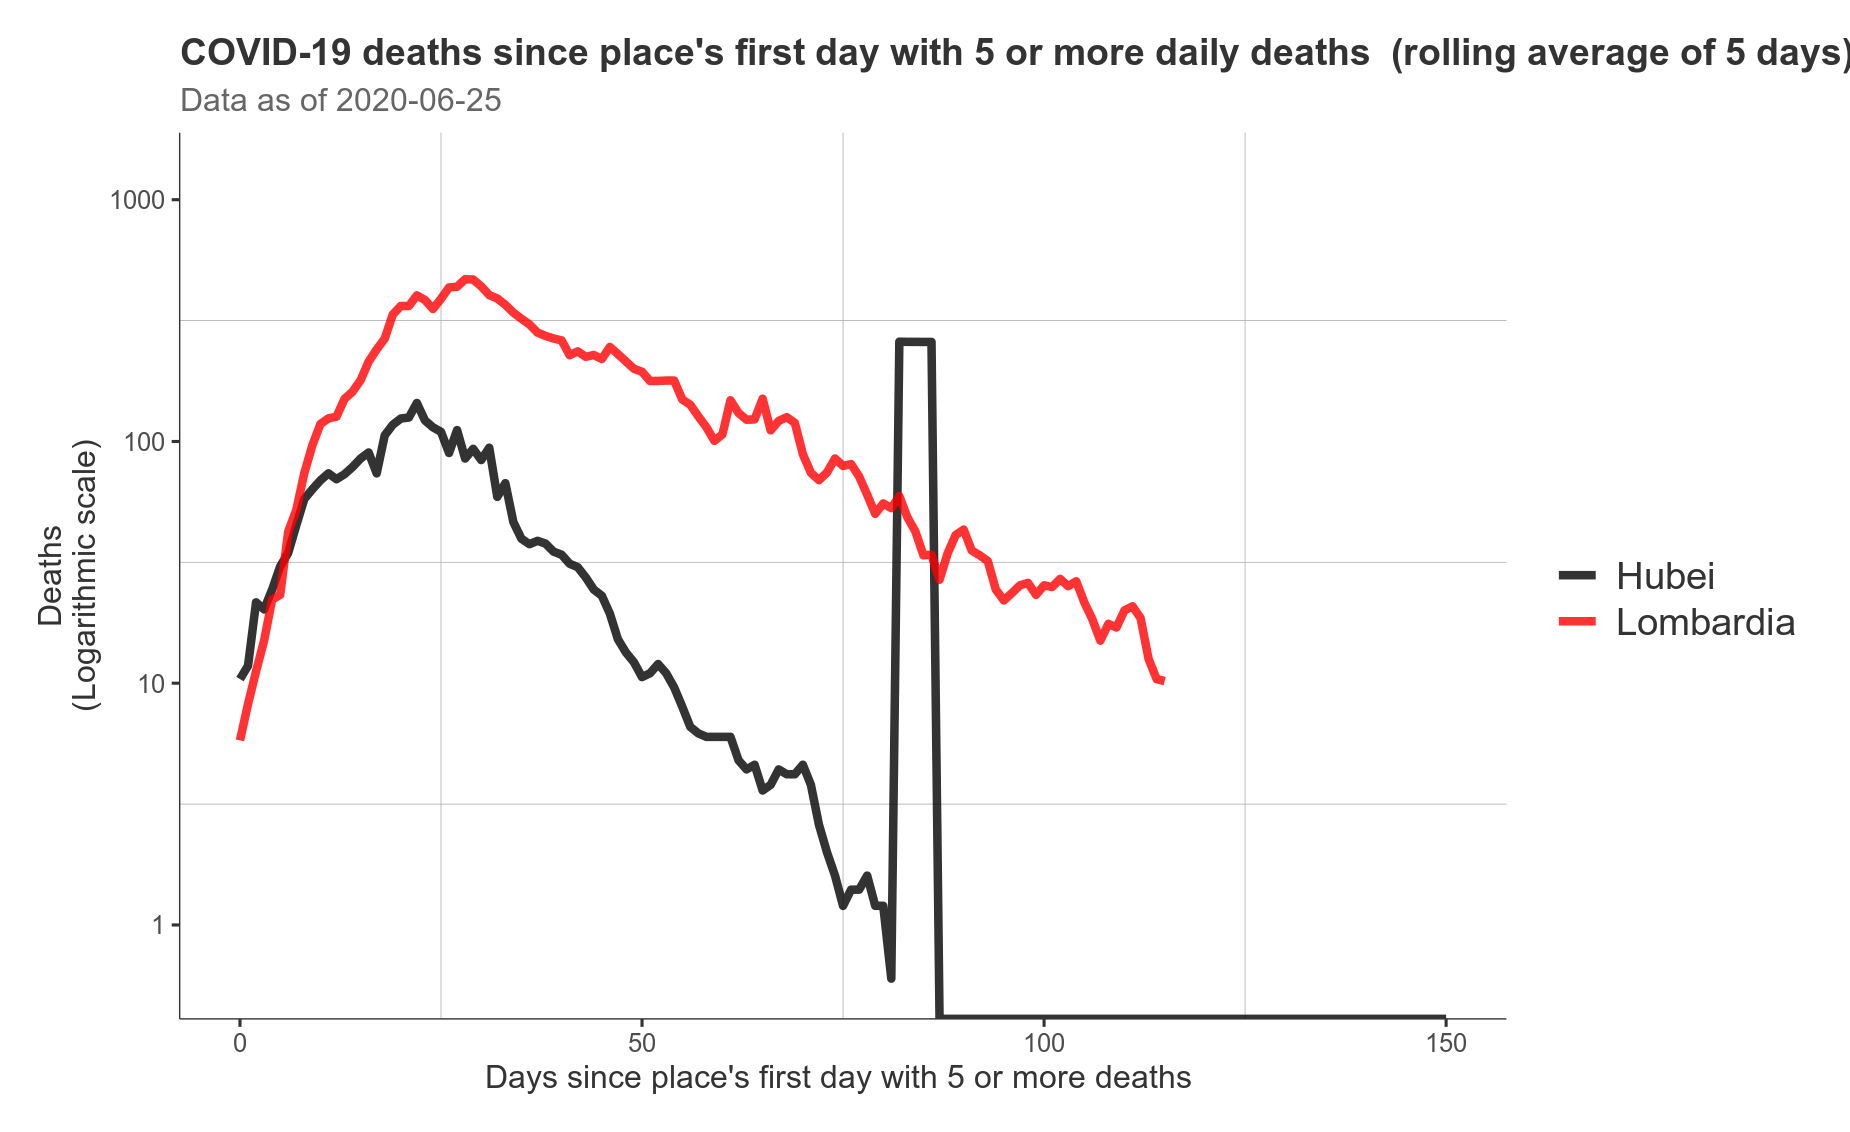 COVID-19 deaths since place's first day with 5 or more daily deaths  (rolling average of 5 days)
Data as of 2020-06-25
1000
100
10
1
Deaths
(Logarithmic scale)
0
50
100
150
Days since place's first day with 5 or more deaths
Hubei
Lombardia